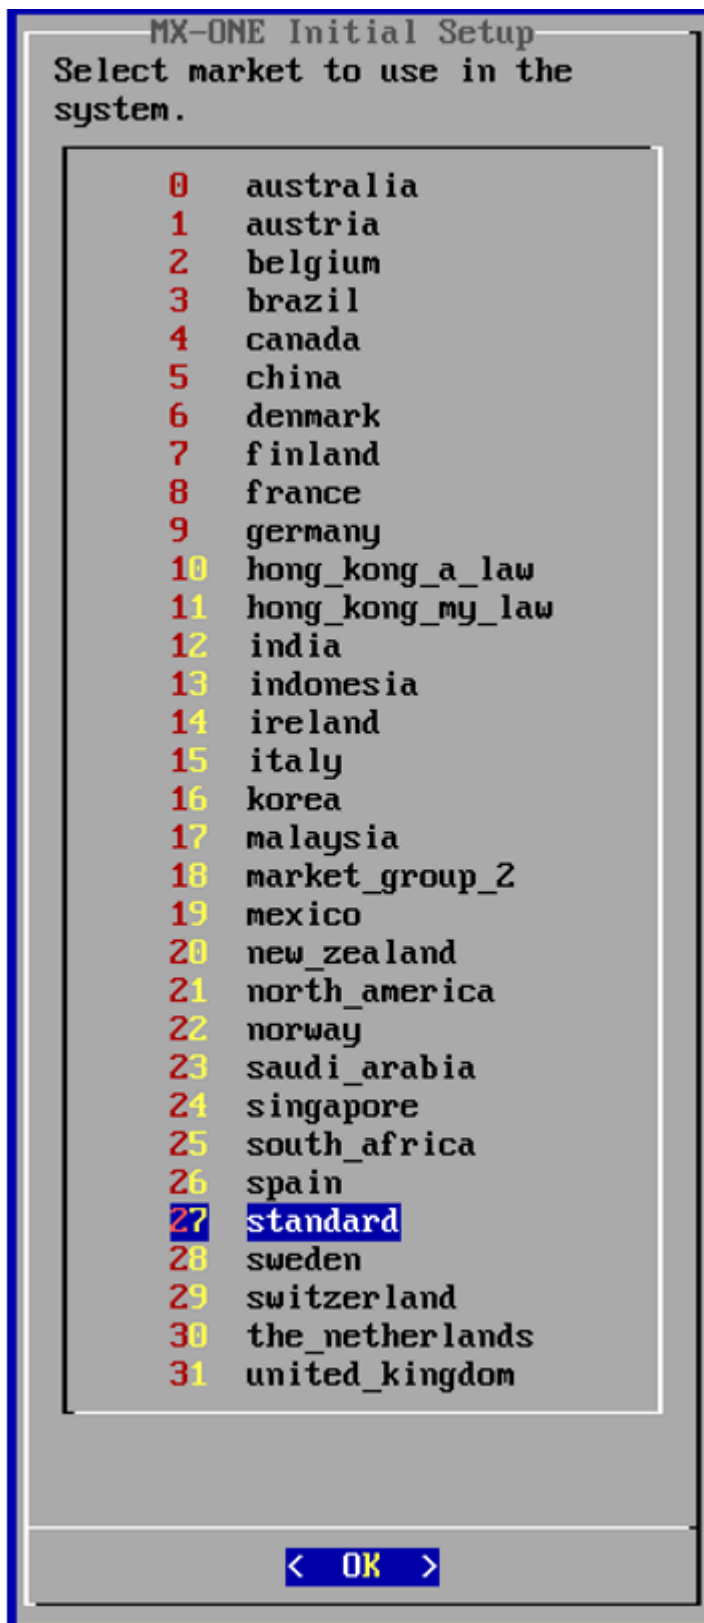 MX-ONE Initial Setup
Select market to use in the
system.
0 australia
1 austria
2 belgium
3 brazil
4 canada
5 china
6 denmark
7 finland
8 france
9 germany
10 hong_kong_a_law
11 hong_kong_my_law
12 india
13 indonesia
14 ireland
15 italy
16 korea
17 malaysia
18 market_group_2
19 mexico
20 new_zealand
21 north_america
22 norway
23 saudi_arabia
24 singapore
25 south_africa
26 spain
27 standard
28 sweden
29 switzerland
30 the_netherlands
31 united_kingdom
< OK >